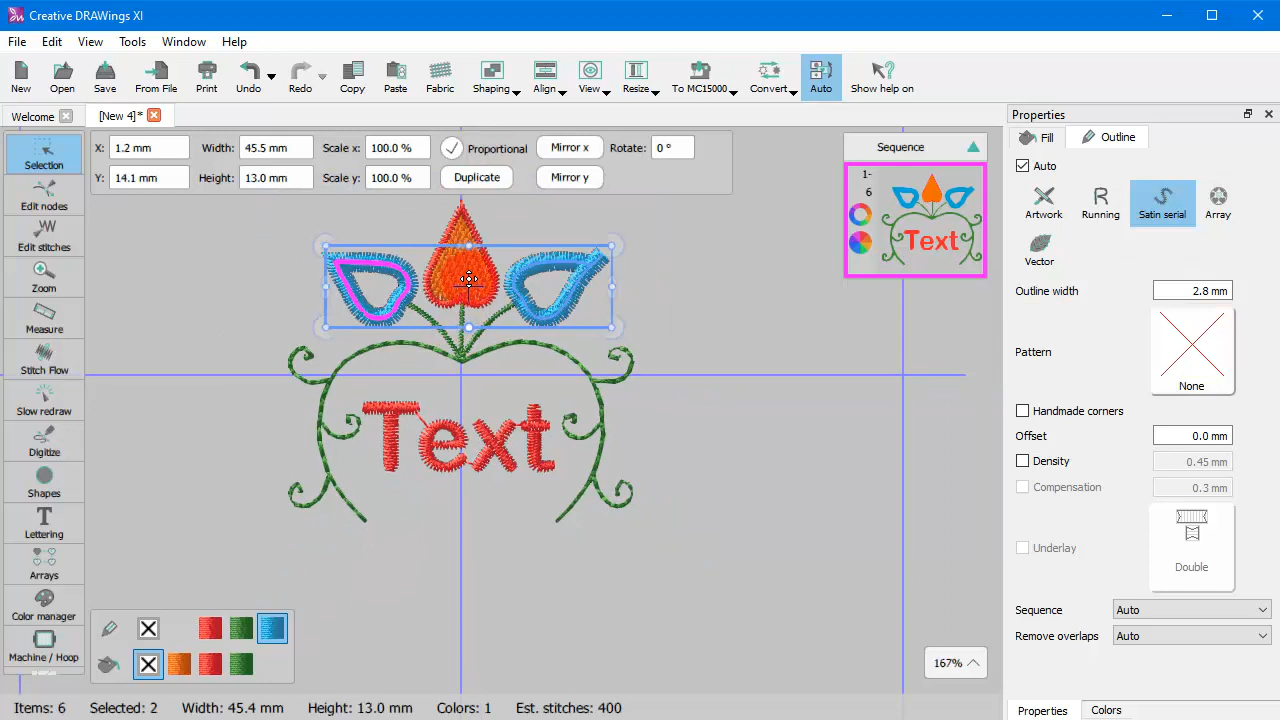 Creative DRAWings XI
File Edit View Tools Window Help
New Open Save From File Print Undo Redo Copy Paste Fabric Shaping Align View Resize To MC15000 Convert Auto Show help on
Welcome [New 4]*
X: 1.2 mm Width: 45.5 mm Scale x: 100.0 % Proportional Mirror x Rotate: 0 °
Y: 14.1 mm Height: 13.0 mm Scale y: 100.0 % Duplicate Mirror y
Selection
Edit nodes
Edit stitches
Zoom
Measure
Stitch Flow
Slow redraw
Digitize
Shapes
Lettering
Arrays
Color manager
Machine / Hoop
Text
Sequence
1-
6
Text
167%
Properties
Fill Outline
Auto
Artwork Running Satin serial Array
Vector
Outline width 2.8 mm
Pattern
None
Handmade corners
Offset 0.0 mm
Density 0.45 mm
Compensation 0.3 mm
Underlay
Double
Sequence Auto
Remove overlaps Auto
Properties Colors
Items: 6 Selected: 2 Width: 45.4 mm Height: 13.0 mm Colors: 1 Est. stitches: 400